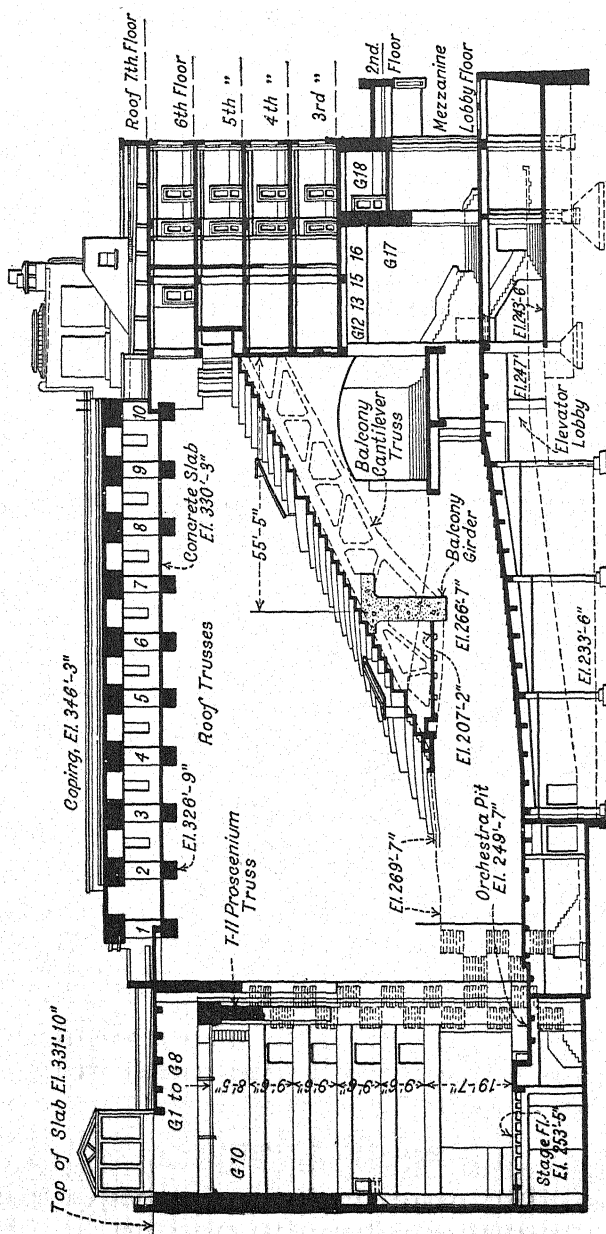 Top of Slab El. 331'-10"
Coping, El. 346'-3"
Roof 7th. Floor
6th Floor
5th "
4th "
3rd "
2nd
Floor
Mezzanine
Lobby Floor
1
2
3
4
5
6
7
8
9
10
Concrete Slab
El. 330'-3"
El. 326'-9"
Roof Trusses
G1 to G8
T-11 Proscenium
Truss
G10
8'-5"
9'-6"
9'-6"
9'-6"
9'-6"
19'-7"
55'-5"
G12 13 15 16
G17
G18
Balcony
Cantilever
Truss
Balcony
Girder
El. 266'-7"
El. 207'-2"
El. 269'-7"
Orchestra Pit
El. 249'-7"
Stage Fl.
El. 253'-5"
El. 247'
El. 243'-6"
Elevator
Lobby
El. 233'-6"